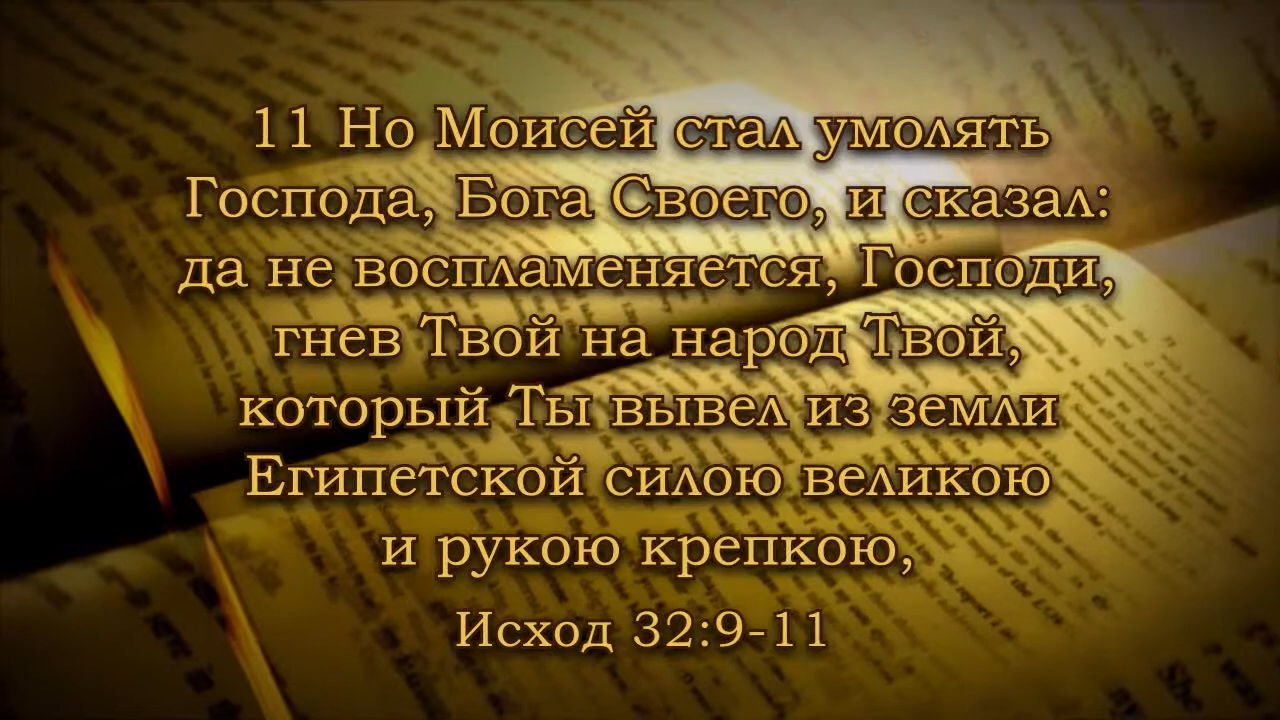 11 Но Моисей стал умолять
Господа, Бога Своего, и сказал:
да не воспламеняется, Господи,
гнев Твой на народ Твой,
который Ты вывел из земли
Египетской силою великою
и рукою крепкою,
Исход 32:9-11